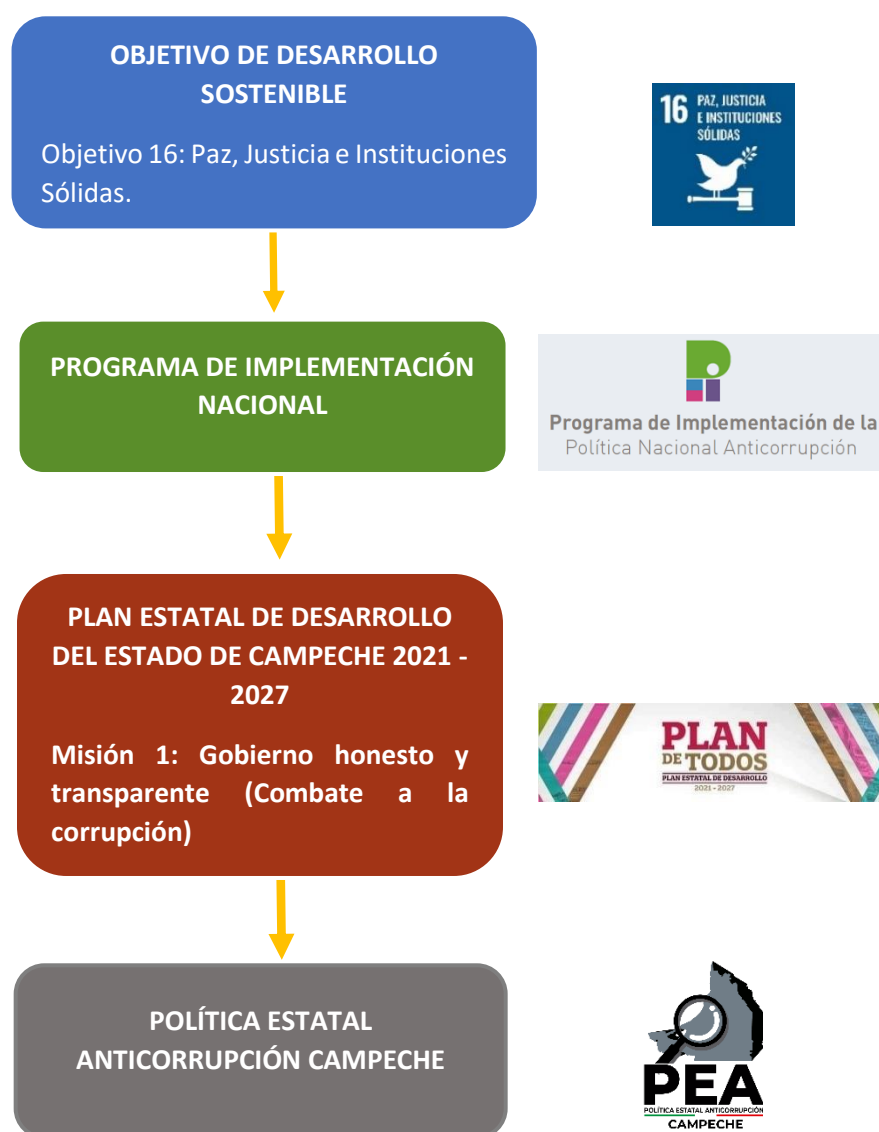 OBJETIVO DE DESARROLLO
SOSTENIBLE
Objetivo 16: Paz, Justicia e Instituciones
Sólidas.
16 PAZ, JUSTICIA
E INSTITUCIONES
SÓLIDAS
PROGRAMA DE IMPLEMENTACIÓN
NACIONAL
Programa de Implementación de la
Política Nacional Anticorrupción
PLAN ESTATAL DE DESARROLLO
DEL ESTADO DE CAMPECHE 2021 -
2027
Misión 1: Gobierno honesto y
transparente (Combate a la
corrupción)
PLAN
DE TODOS
PLAN ESTATAL DE DESARROLLO
2021 - 2027
POLÍTICA ESTATAL
ANTICORRUPCIÓN CAMPECHE
PEA
POLÍTICA ESTATAL ANTICORRUPCIÓN
CAMPECHE